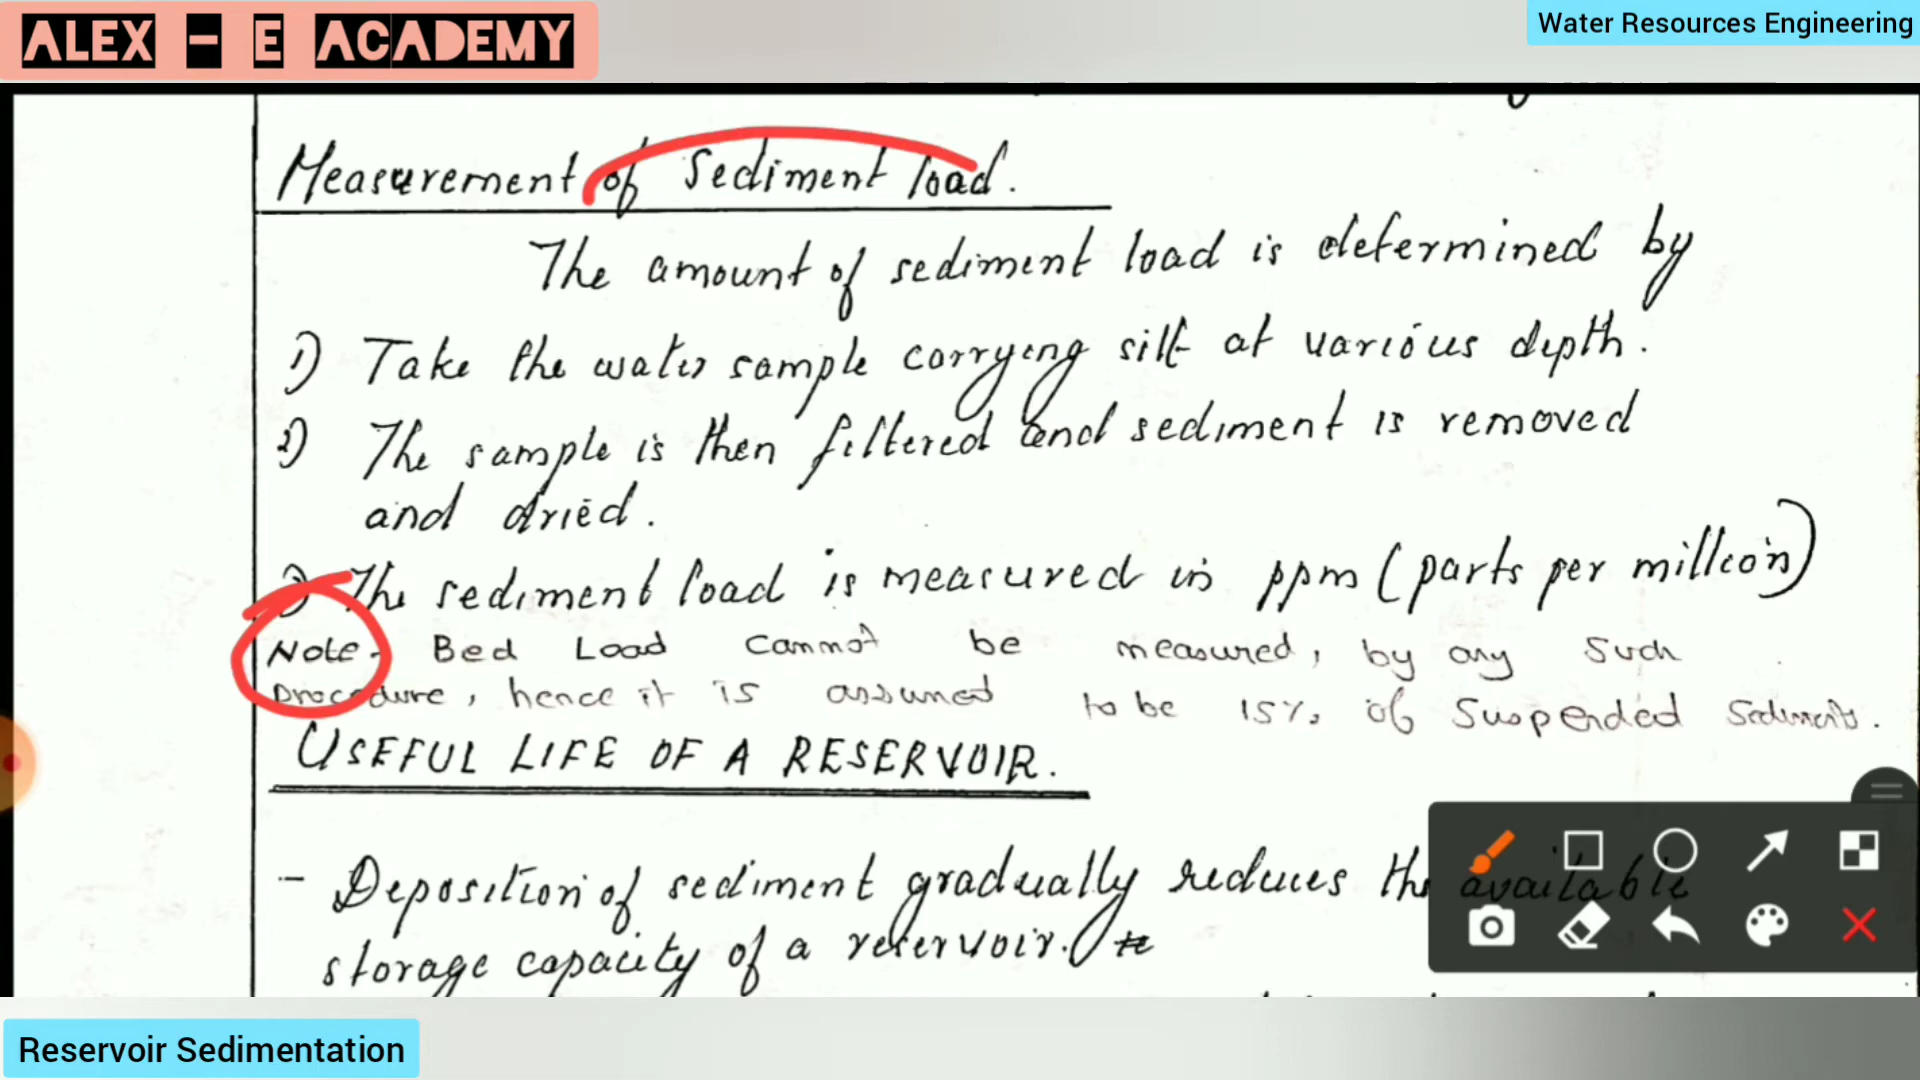 ALEX - E ACADEMY
Water Resources Engineering
Measurement of Sediment load.
The amount of sediment load is determined by
1) Take the water sample carrying silt at various depth.
2) The sample is then filtered and sediment is removed
and dried.
3) The sediment load is measured in ppm (parts per million)
Note - Bed Load Cannot be measured, by any Such
procedure, hence it is assumed to be 15% of Suspended Sediments.
USEFUL LIFE OF A RESERVOIR.
- Deposition of sediment gradually reduces the available
storage capacity of a reservoir.
Reservoir Sedimentation